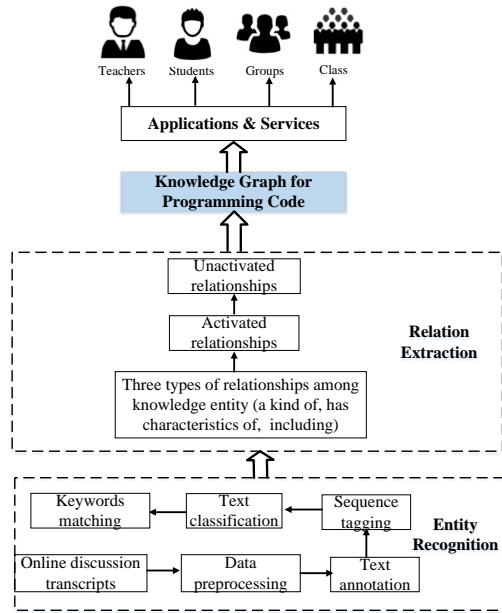 Teachers
Students
Groups
Class
Applications & Services
Knowledge Graph for
Programming Code
Unactivated
relationships
Activated
relationships
Three types of relationships among
knowledge entity (a kind of, has
characteristics of,  including)
Relation
Extraction
Keywords
matching
Text
classification
Sequence
tagging
Entity
Recognition
Online discussion
transcripts
Data
preprocessing
Text
annotation